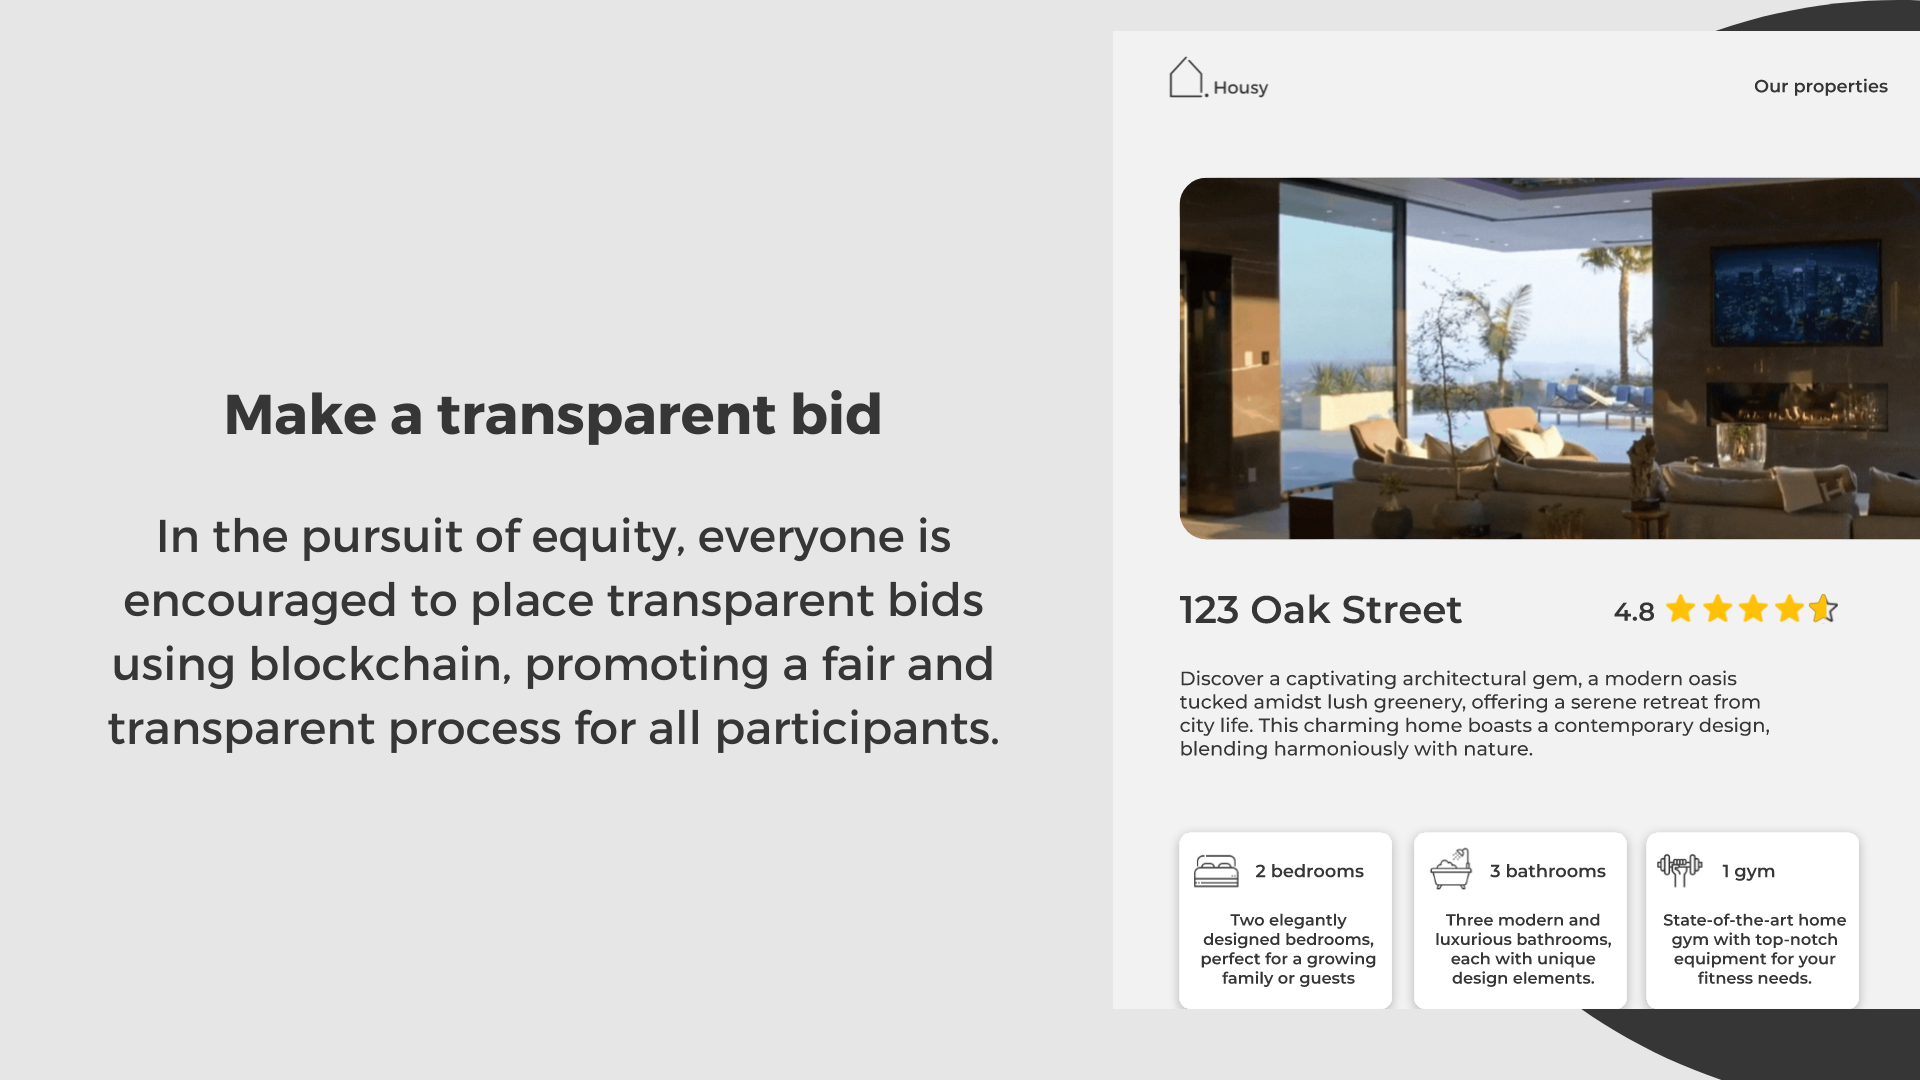 Make a transparent bid
In the pursuit of equity, everyone is
encouraged to place transparent bids
using blockchain, promoting a fair and
transparent process for all participants.
Housy
Our properties
123 Oak Street
4.8
Discover a captivating architectural gem, a modern oasis
tucked amidst lush greenery, offering a serene retreat from
city life. This charming home boasts a contemporary design,
blending harmoniously with nature.
2 bedrooms
Two elegantly
designed bedrooms,
perfect for a growing
family or guests
3 bathrooms
Three modern and
luxurious bathrooms,
each with unique
design elements.
1 gym
State-of-the-art home
gym with top-notch
equipment for your
fitness needs.